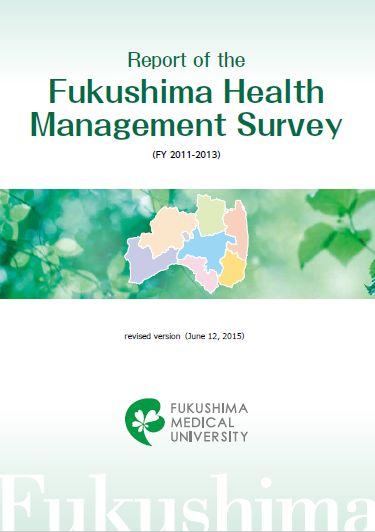 Report of the
Fukushima Health
Management Survey
(FY 2011-2013)
revised version (June 12, 2015)
FUKUSHIMA
MEDICAL
UNIVERSITY
Fukushima